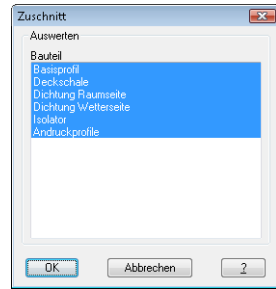 Zuschnitt
Auswerten
Bauteil
Basisprofil
Deckschale
Dichtung Raumseite
Dichtung Wetterseite
Isolator
Andruckprofile
OK
Abbrechen
?